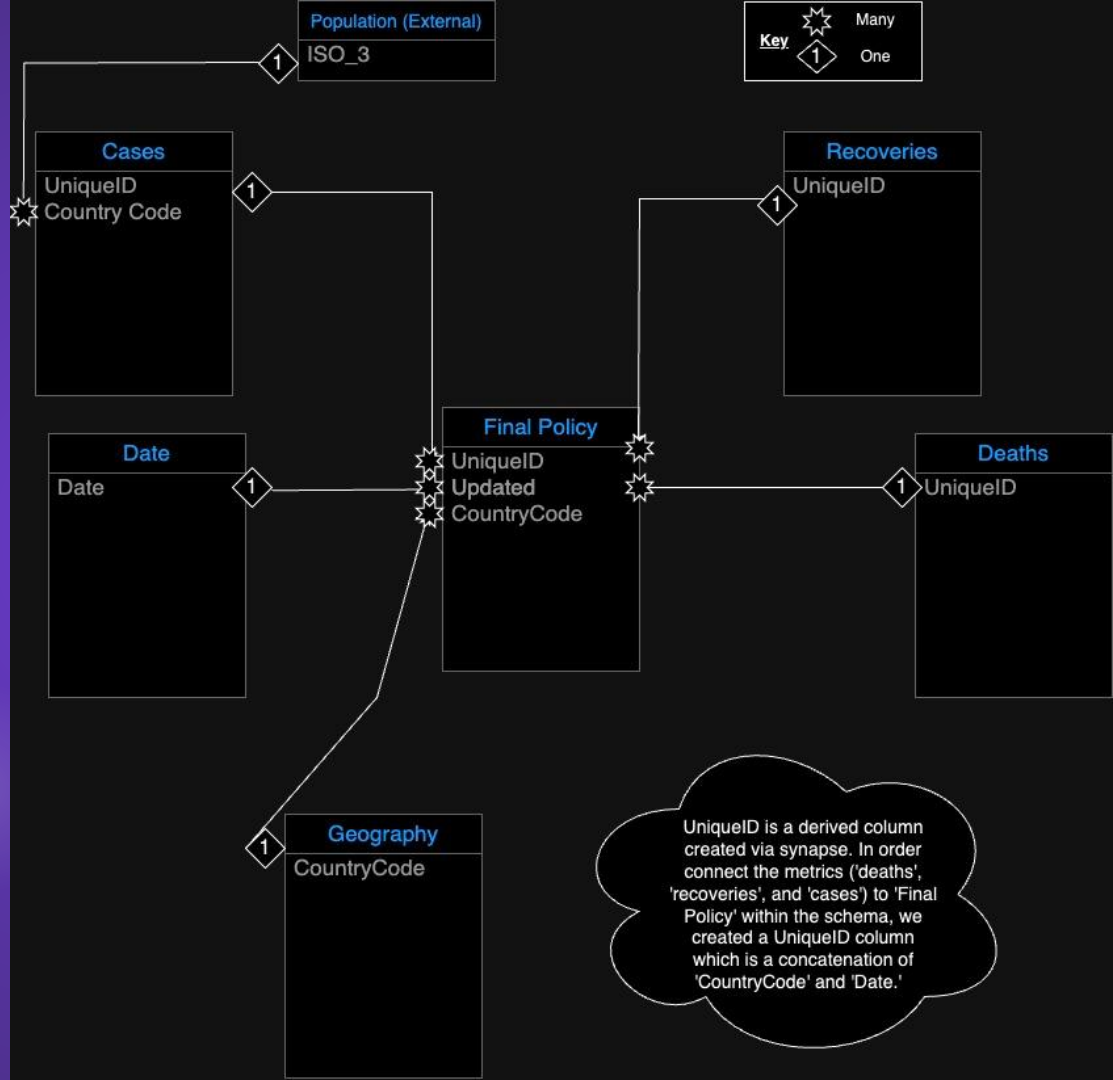 Population (External)
ISO_3
Key
Many
1
One
1
Cases
UniqueID
Country Code
1
Recoveries
UniqueID
1
Final Policy
UniqueID
Updated
CountryCode
Date
Date
1
Deaths
UniqueID
1
Geography
CountryCode
1
UniqueID is a derived column
created via synapse. In order
connect the metrics ('deaths',
'recoveries', and 'cases') to 'Final
Policy' within the schema, we
created a UniqueID column
which is a concatenation of
'CountryCode' and 'Date.'